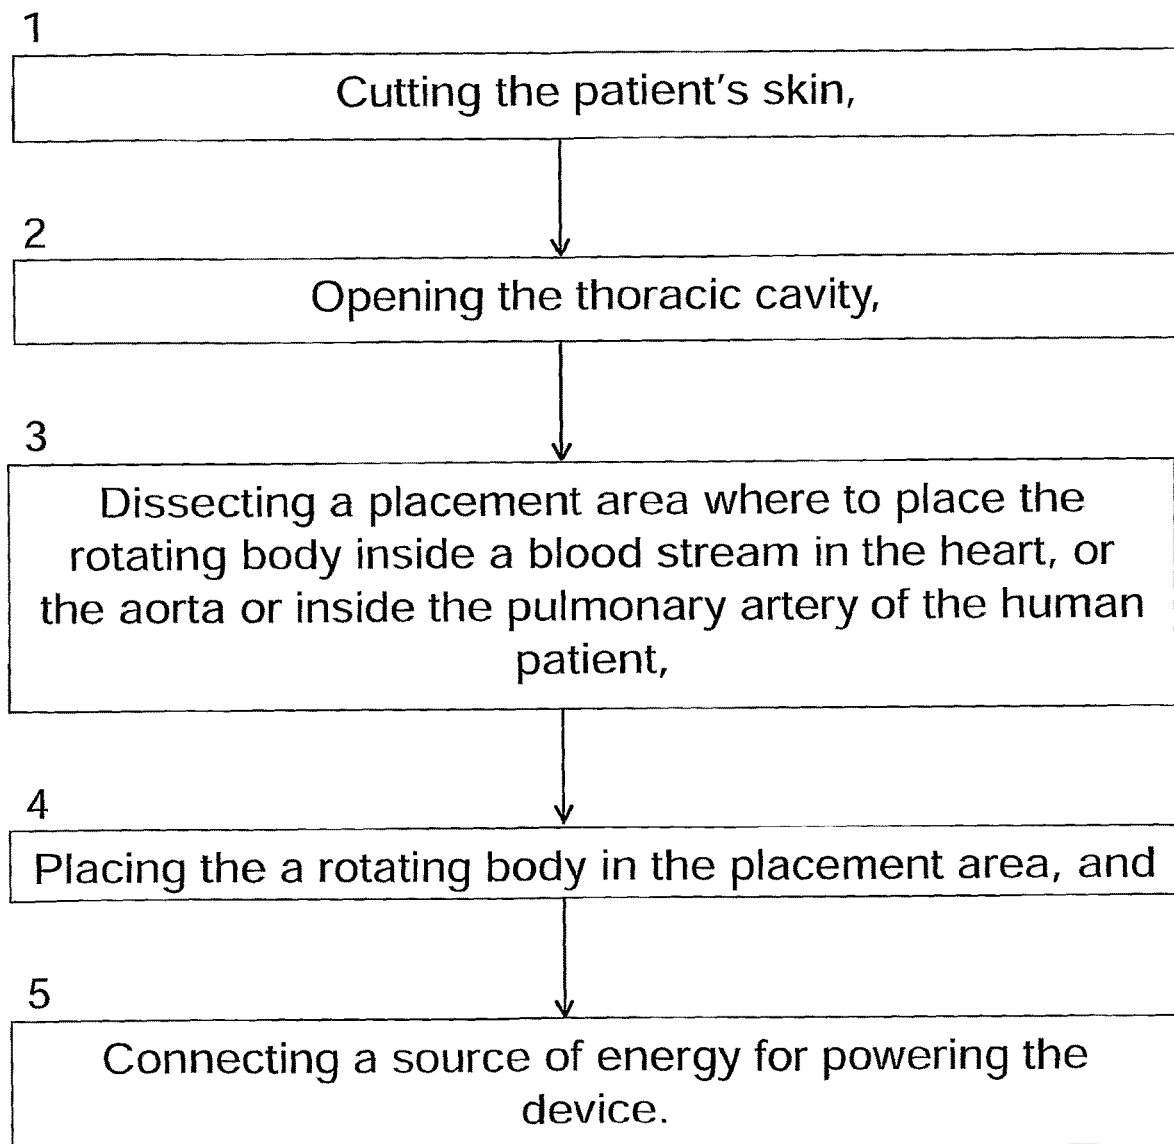 1
Cutting the patient's skin,
2
Opening the thoracic cavity,
3
Dissecting a placement area where to place the
rotating body inside a blood stream in the heart, or
the aorta or inside the pulmonary artery of the human
patient,
4
Placing the a rotating body in the placement area, and
5
Connecting a source of energy for powering the
device.